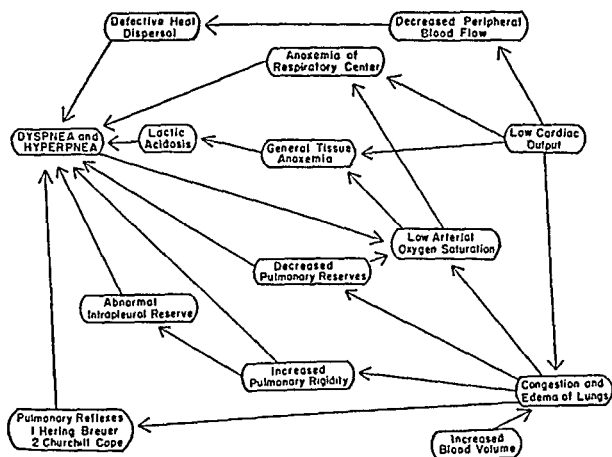 Defective Heat
Dispersol
Decreased Peripheral
Blood Flow
Anoxemia of
Respiratory Center
DYSPNEA and
HYPERPNEA
Lactic
Acidosis
General Tissue
Anoxemia
Low Cardiac
Output
Low Arterial
Oxygen Saturation
Decreased
Pulmonary Reserves
Abnormal
Intrapleural Reserve
Increased
Pulmonary Rigidity
Congestion and
Edema of Lungs
Pulmonary Reflexes
1 Hering Breuer
2 Churchill Cope
Increased
Blood Volume